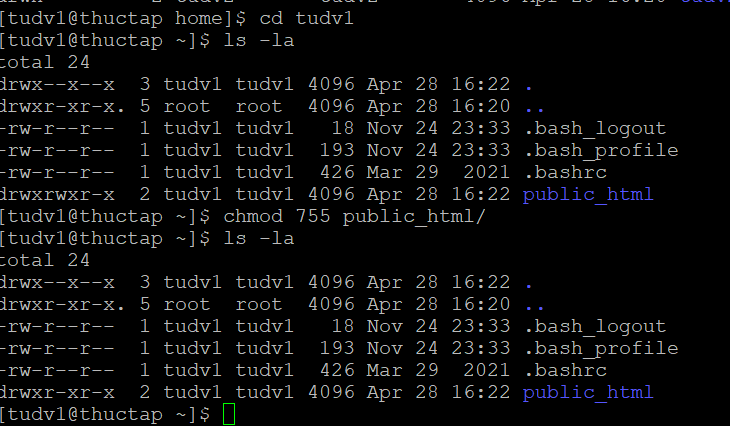 [tudv1@thuctap home]$ cd tudv1
[tudv1@thuctap ~]$ ls -la
total 24
drwx--x--x  3 tudv1 tudv1 4096 Apr 28 16:22 .
drwxr-xr-x. 5 root  root  4096 Apr 28 16:20 ..
-rw-r--r--  1 tudv1 tudv1   18 Nov 24 23:33 .bash_logout
-rw-r--r--  1 tudv1 tudv1  193 Nov 24 23:33 .bash_profile
-rw-r--r--  1 tudv1 tudv1  426 Mar 29  2021 .bashrc
drwxrwxr-x  2 tudv1 tudv1 4096 Apr 28 16:22 public_html
[tudv1@thuctap ~]$ chmod 755 public_html/
[tudv1@thuctap ~]$ ls -la
total 24
drwx--x--x  3 tudv1 tudv1 4096 Apr 28 16:22 .
drwxr-xr-x. 5 root  root  4096 Apr 28 16:20 ..
-rw-r--r--  1 tudv1 tudv1   18 Nov 24 23:33 .bash_logout
-rw-r--r--  1 tudv1 tudv1  193 Nov 24 23:33 .bash_profile
-rw-r--r--  1 tudv1 tudv1  426 Mar 29  2021 .bashrc
drwxr-xr-x  2 tudv1 tudv1 4096 Apr 28 16:22 public_html
[tudv1@thuctap ~]$